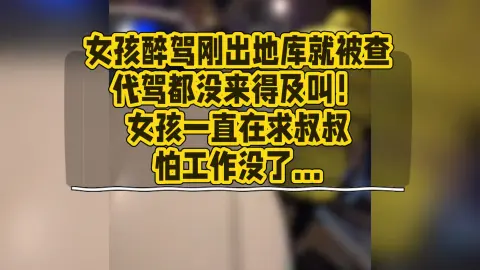 女孩醉驾刚出地库就被查
代驾都没来得及叫！
女孩一直在求叔叔
怕工作没了...